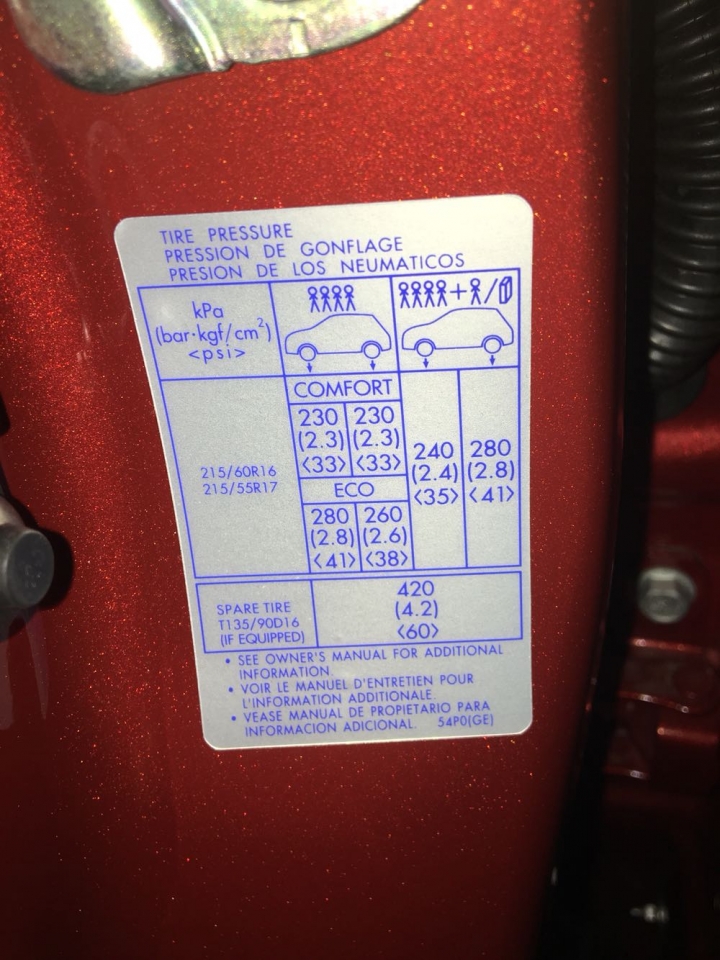 TIRE PRESSURE
PRESSION DE GONFLAGE
PRESION DE LOS NEUMATICOS
kPa
(bar·kgf/cm²)
<psi>
+ /
215/60R16
215/55R17
COMFORT
230 230
(2.3) (2.3)
<33> <33>
ECO
280 260
(2.8) (2.6)
<41> <38>
240 280
(2.4) (2.8)
<35> <41>
SPARE TIRE
T135/90D16
(IF EQUIPPED)
420
(4.2)
<60>
• SEE OWNER'S MANUAL FOR ADDITIONAL
INFORMATION.
• VOIR LE MANUEL D'ENTRETIEN POUR
L'INFORMATION ADDITIONALE.
• VEASE MANUAL DE PROPIETARIO PARA
INFORMACION ADICIONAL. 54P0(GE)